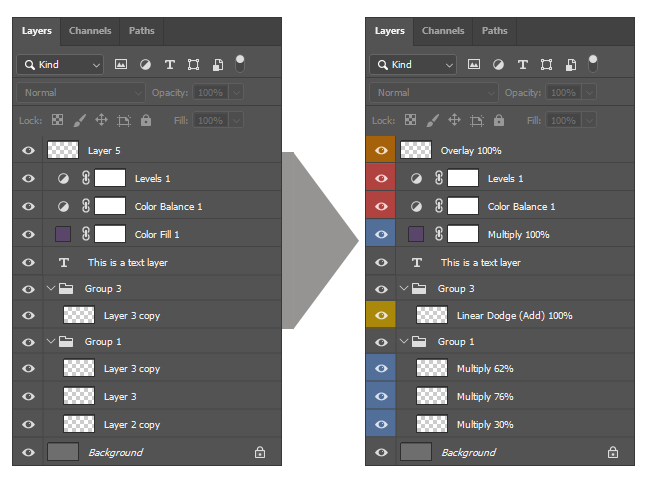 Layers Channels Paths
Kind
Normal Opacity: 100%
Lock: Fill: 100%
Layer 5
Levels 1
Color Balance 1
Color Fill 1
This is a text layer
Group 3
Layer 3 copy
Group 1
Layer 3 copy
Layer 3
Layer 2 copy
Background
Layers Channels Paths
Kind
Normal Opacity: 100%
Lock: Fill: 100%
Overlay 100%
Levels 1
Color Balance 1
Multiply 100%
This is a text layer
Group 3
Linear Dodge (Add) 100%
Group 1
Multiply 62%
Multiply 76%
Multiply 30%
Background